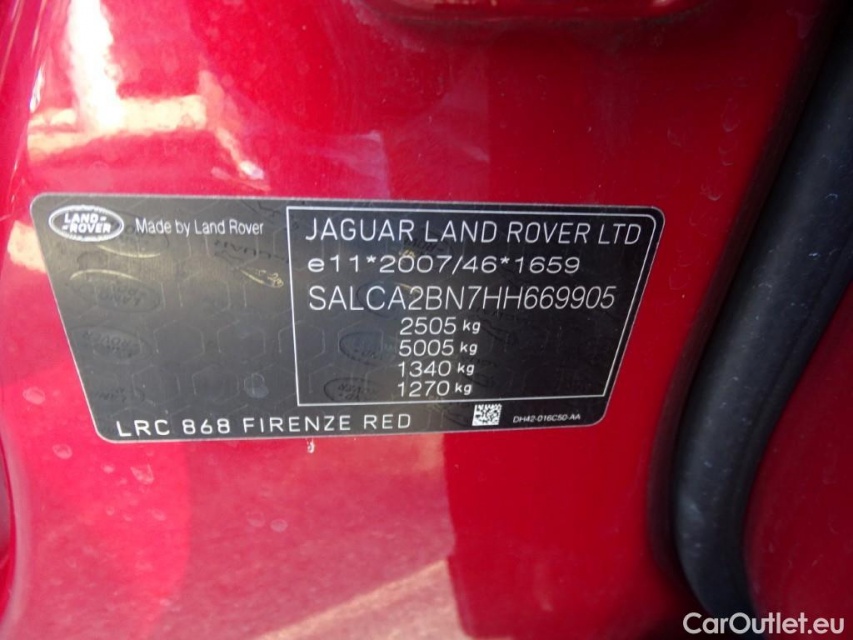 LAND-
-ROVER
Made by Land Rover
JAGUAR LAND ROVER LTD
e11*2007/46*1659
SALCA2BN7HH669905
2505 kg
5005 kg
1340 kg
1270 kg
LRC 868 FIRENZE RED
DH42-016C50-AA
CarOutlet.eu